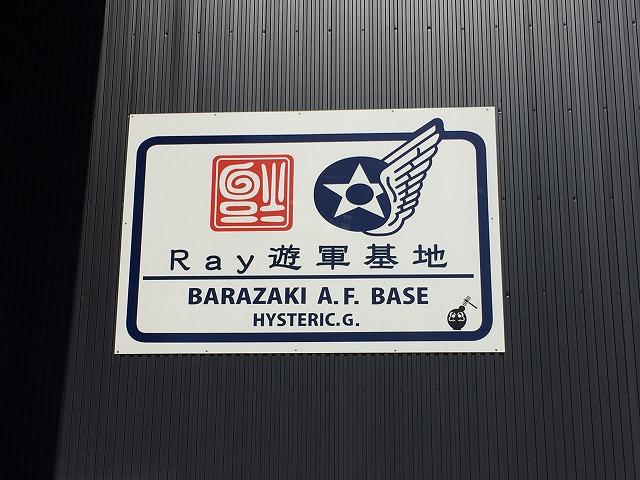 Ray遊軍基地
BARAZAKI A.F. BASE
HYSTERIC.G.